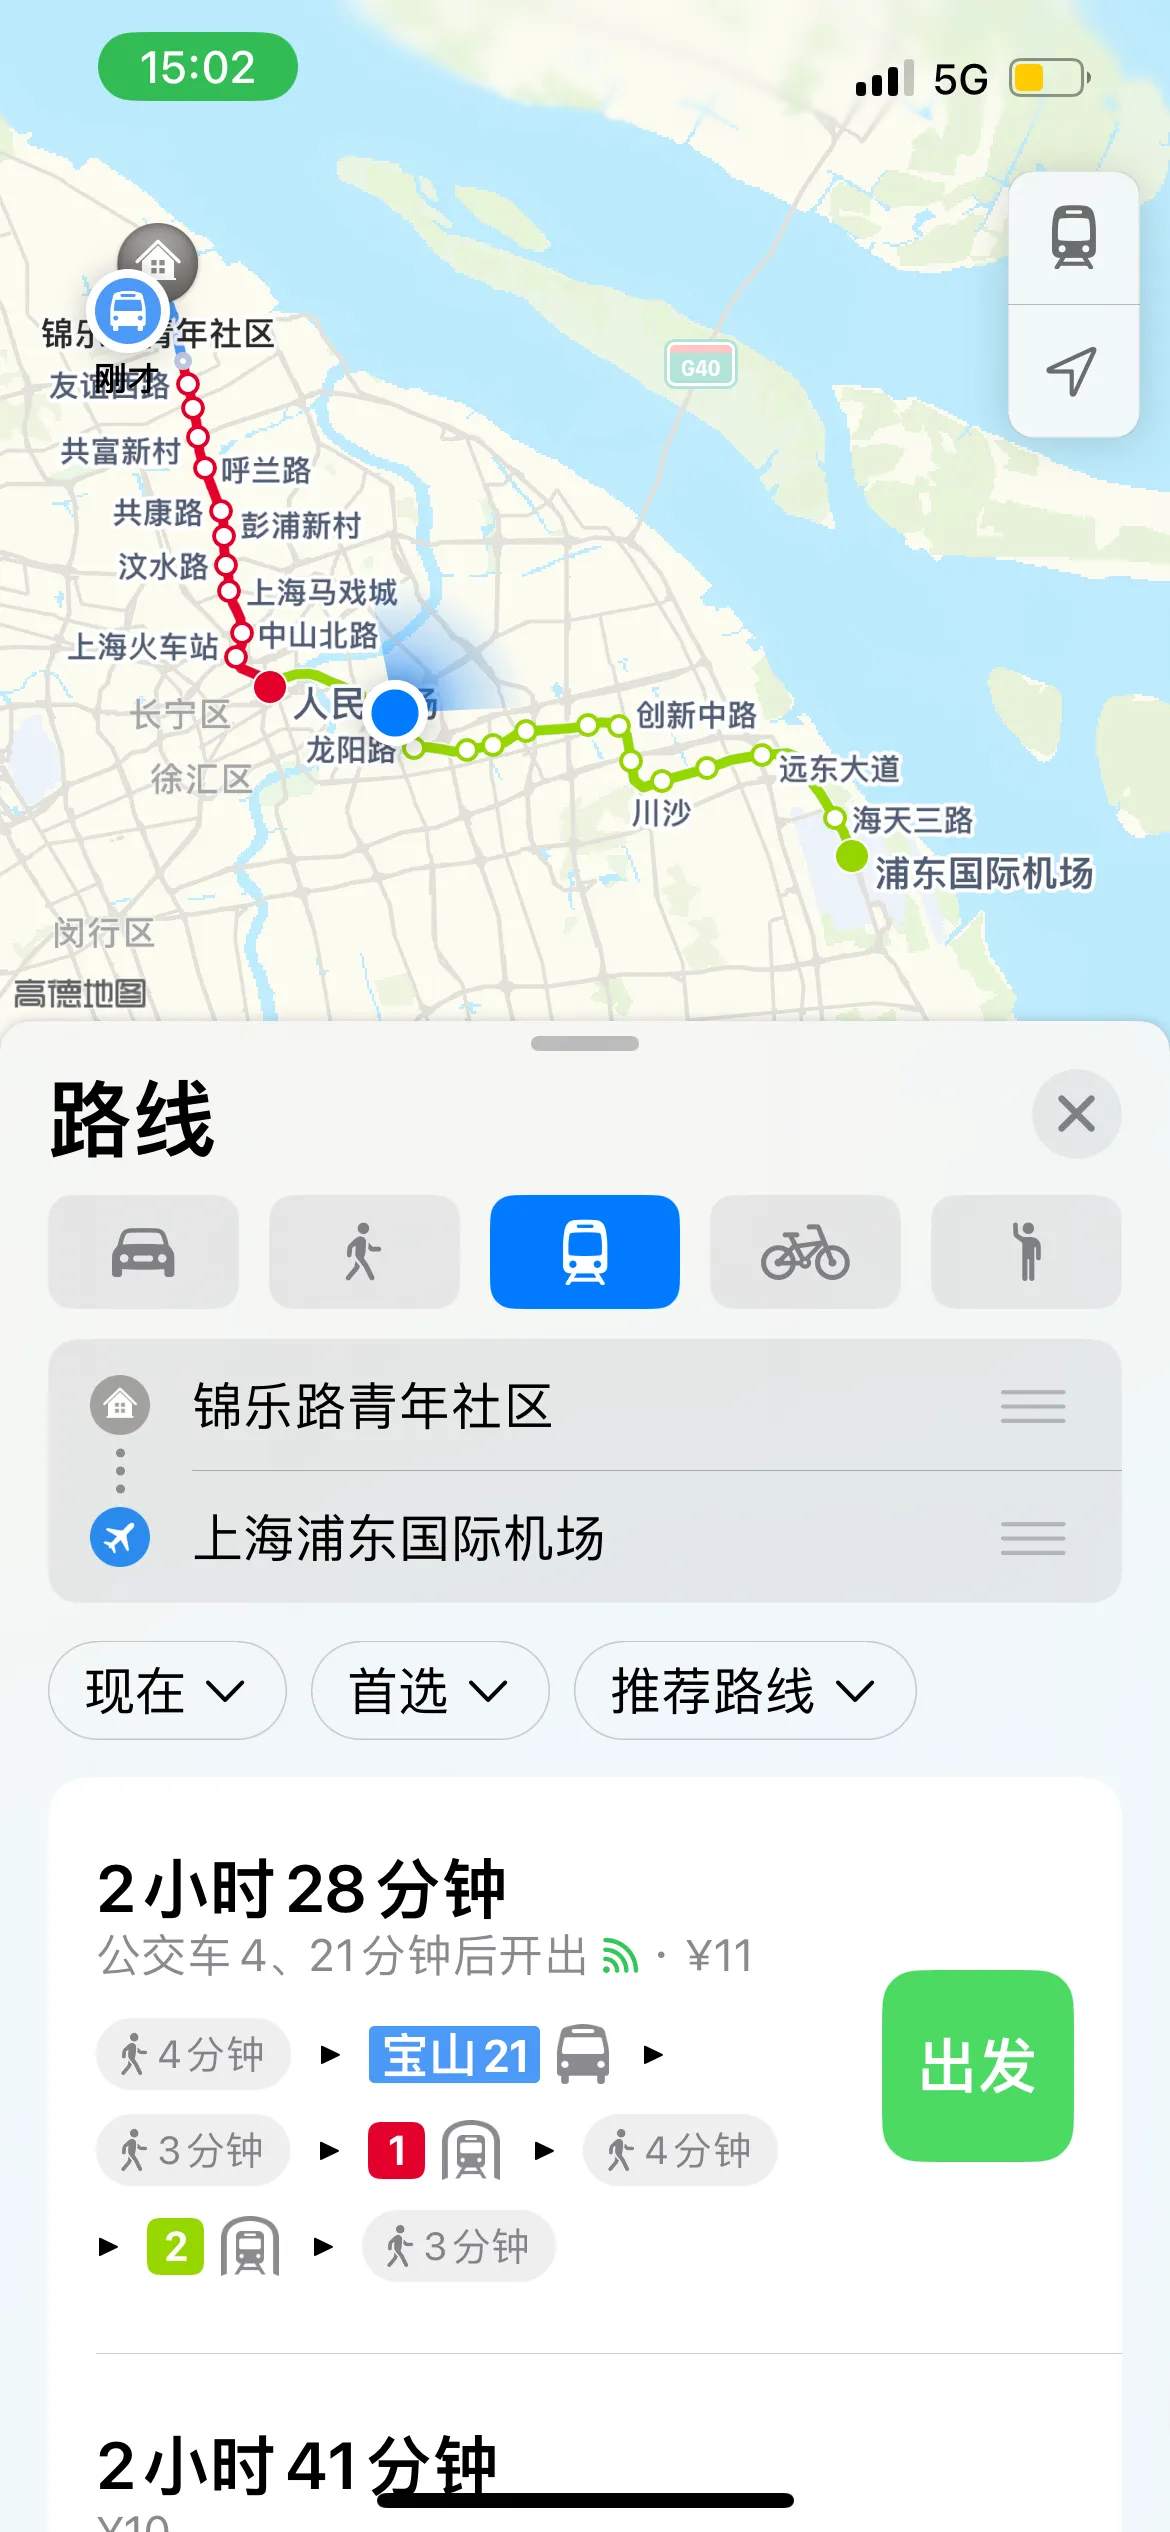 15:02
5G
G40
锦乐 青年社区
刚才
友谊西路
共富新村
呼兰路
共康路
彭浦新村
汶水路
上海马戏城
中山北路
上海火车站
长宁区
人民 场
创新中路
龙阳路
远东大道
徐汇区
川沙
海天三路
浦东国际机场
闵行区
高德地图
路线
锦乐路青年社区
上海浦东国际机场
现在 首选 推荐路线
2小时28分钟
公交车4、21分钟后开出 · ¥11
4分钟 ▶ 宝山21 ▶
出发
3分钟 ▶ 1 ▶ 4分钟
▶ 2 ▶ 3分钟
2小时41分钟
¥10